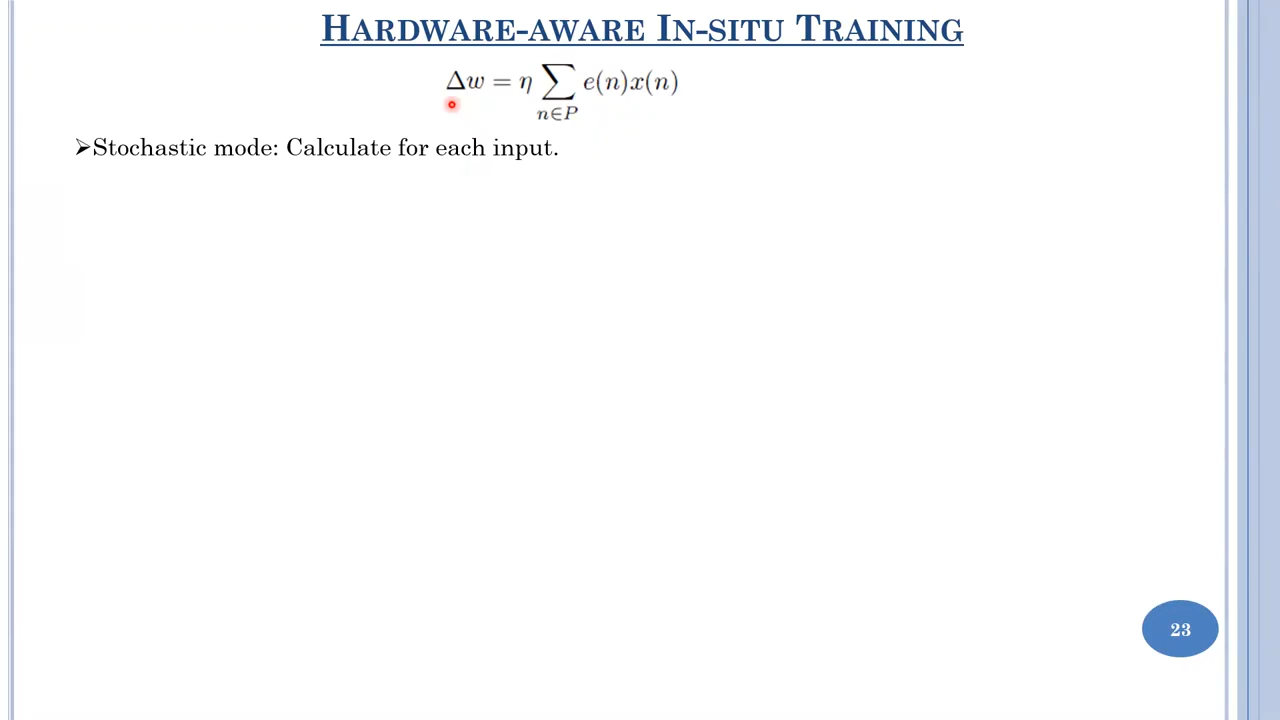 HARDWARE-AWARE IN-SITU TRAINING
Δw = η ∑_{n∈P} e(n)x(n)
➢Stochastic mode: Calculate for each input.
23